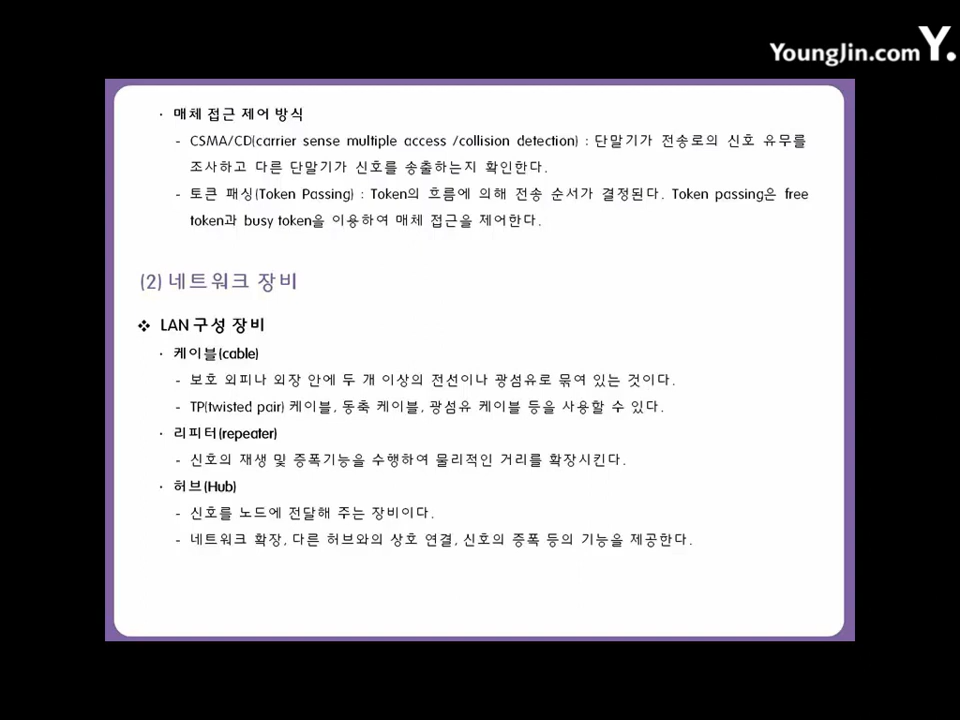 YoungJin.com Y.
· 매체 접근 제어 방식
- CSMA/CD(carrier sense multiple access /collision detection) : 단말기가 전송로의 신호 유무를
조사하고 다른 단말기가 신호를 송출하는지 확인한다.
- 토큰 패싱(Token Passing) : Token의 흐름에 의해 전송 순서가 결정된다. Token passing은 free
token과 busy token을 이용하여 매체 접근을 제어한다.
(2) 네트워크 장비
❖ LAN 구성 장비
· 케이블(cable)
- 보호 외피나 외장 안에 두 개 이상의 전선이나 광섬유로 묶여 있는 것이다.
- TP(twisted pair) 케이블, 동축 케이블, 광섬유 케이블 등을 사용할 수 있다.
· 리피터(repeater)
- 신호의 재생 및 증폭기능을 수행하여 물리적인 거리를 확장시킨다.
· 허브(Hub)
- 신호를 노드에 전달해 주는 장비이다.
- 네트워크 확장, 다른 허브와의 상호 연결, 신호의 증폭 등의 기능을 제공한다.